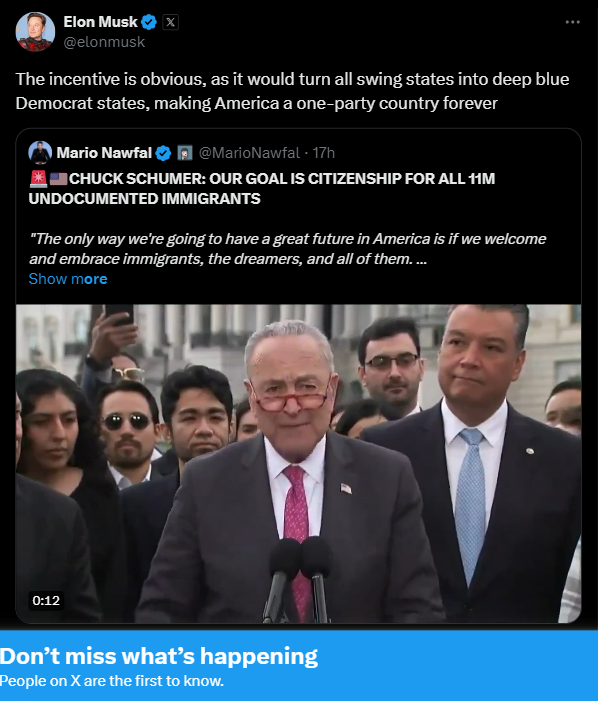 Elon Musk
@elonmusk
The incentive is obvious, as it would turn all swing states into deep blue
Democrat states, making America a one-party country forever
Mario Nawfal @MarioNawfal · 17h
🚨🇺🇸CHUCK SCHUMER: OUR GOAL IS CITIZENSHIP FOR ALL 11M
UNDOCUMENTED IMMIGRANTS
"The only way we're going to have a great future in America is if we welcome
and embrace immigrants, the dreamers, and all of them. ...
Show more
0:12
Don’t miss what’s happening
People on X are the first to know.